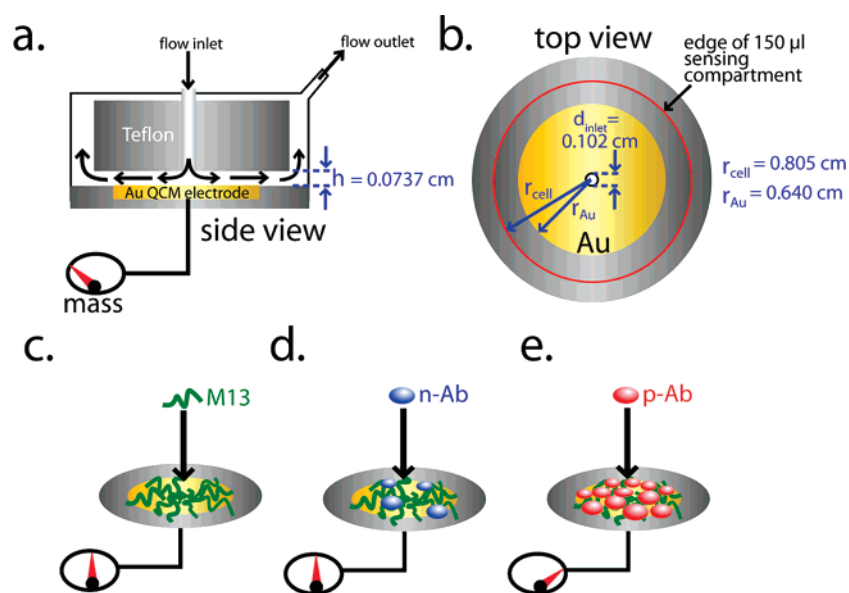 a.
flow inlet
flow outlet
Teflon
h = 0.0737 cm
Au QCM electrode
side view
mass
b.
top view
edge of 150 µl
sensing
compartment
d_inlet =
0.102 cm
r_cell
r_Au
Au
r_cell = 0.805 cm
r_Au = 0.640 cm
c.
M13
d.
n-Ab
e.
p-Ab